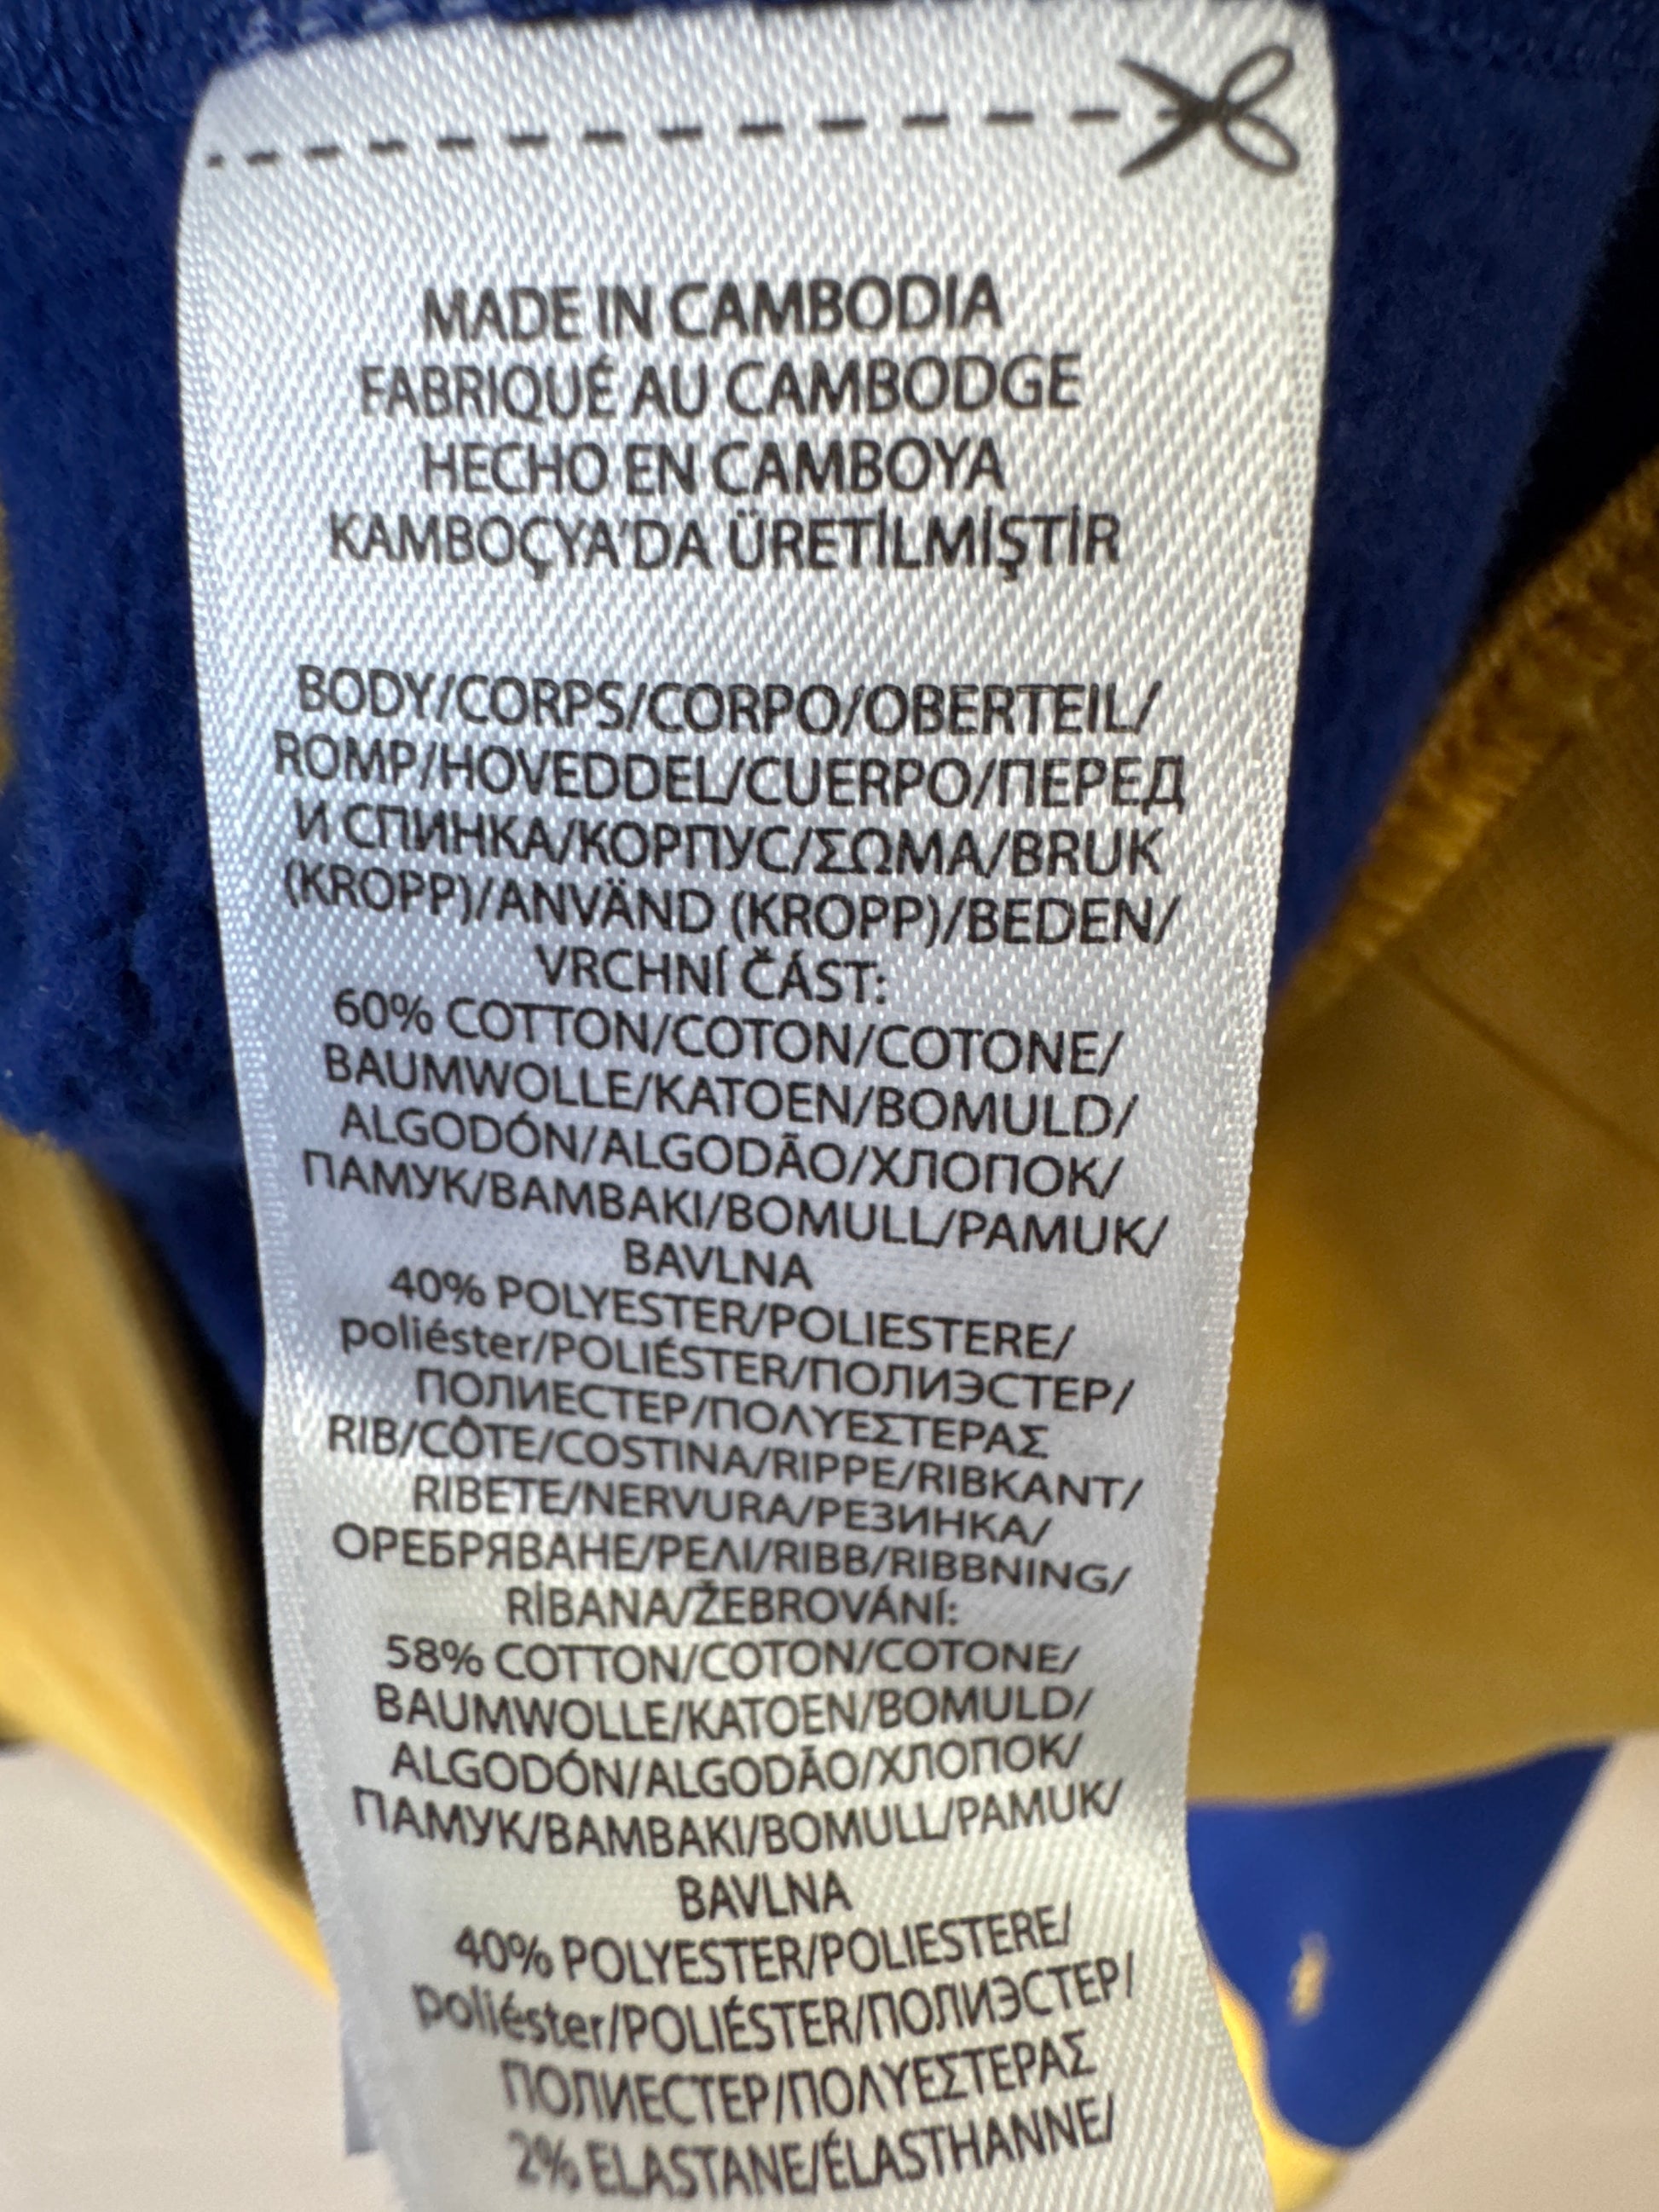 MADE IN CAMBODIA
FABRIQUÉ AU CAMBODGE
HECHO EN CAMBOYA
KAMBOÇYA'DA ÜRETİLMİŞTİR
BODY/CORPS/CORPO/OBERTEIL/
ROMP/HOVEDDEL/CUERPO/ПЕРЕД
И СПИНКА/КОРПУС/ΣΩΜΑ/BRUK
(KROPP)/ANVÄND (KROPP)/BEDEN/
VRCHNÍ ČÁST:
60% COTTON/COTON/COTONE/
BAUMWOLLE/KATOEN/BOMULD/
ALGODÓN/ALGODÃO/ХЛОПОК/
ПАМУК/ΒΑΜΒΑΚΙ/BOMULL/PAMUK/
BAVLNA
40% POLYESTER/POLIESTERE/
poliéster/POLIÉSTER/ПОЛИЭСТЕР/
ПОЛИЕСТЕР/ΠΟΛΥΕΣΤΕΡΑΣ
RIB/CÔTE/COSTINA/RIPPE/RIBKANT/
RIBETE/NERVURA/РЕЗИНКА/
ОРЕБРЯВАНЕ/ΡΕΛΙ/RIBB/RIBBNING/
RİBANA/ŽEBROVÁNÍ:
58% COTTON/COTON/COTONE/
BAUMWOLLE/KATOEN/BOMULD/
ALGODÓN/ALGODÃO/ХЛОПОК/
ПАМУК/ΒΑΜΒΑΚΙ/BOMULL/PAMUK/
BAVLNA
40% POLYESTER/POLIESTERE/
poliéster/POLIÉSTER/ПОЛИЭСТЕР/
ПОЛИЕСТЕР/ΠΟΛΥΕΣΤΕΡΑΣ
2% ELASTANE/ÉLASTHANNE/